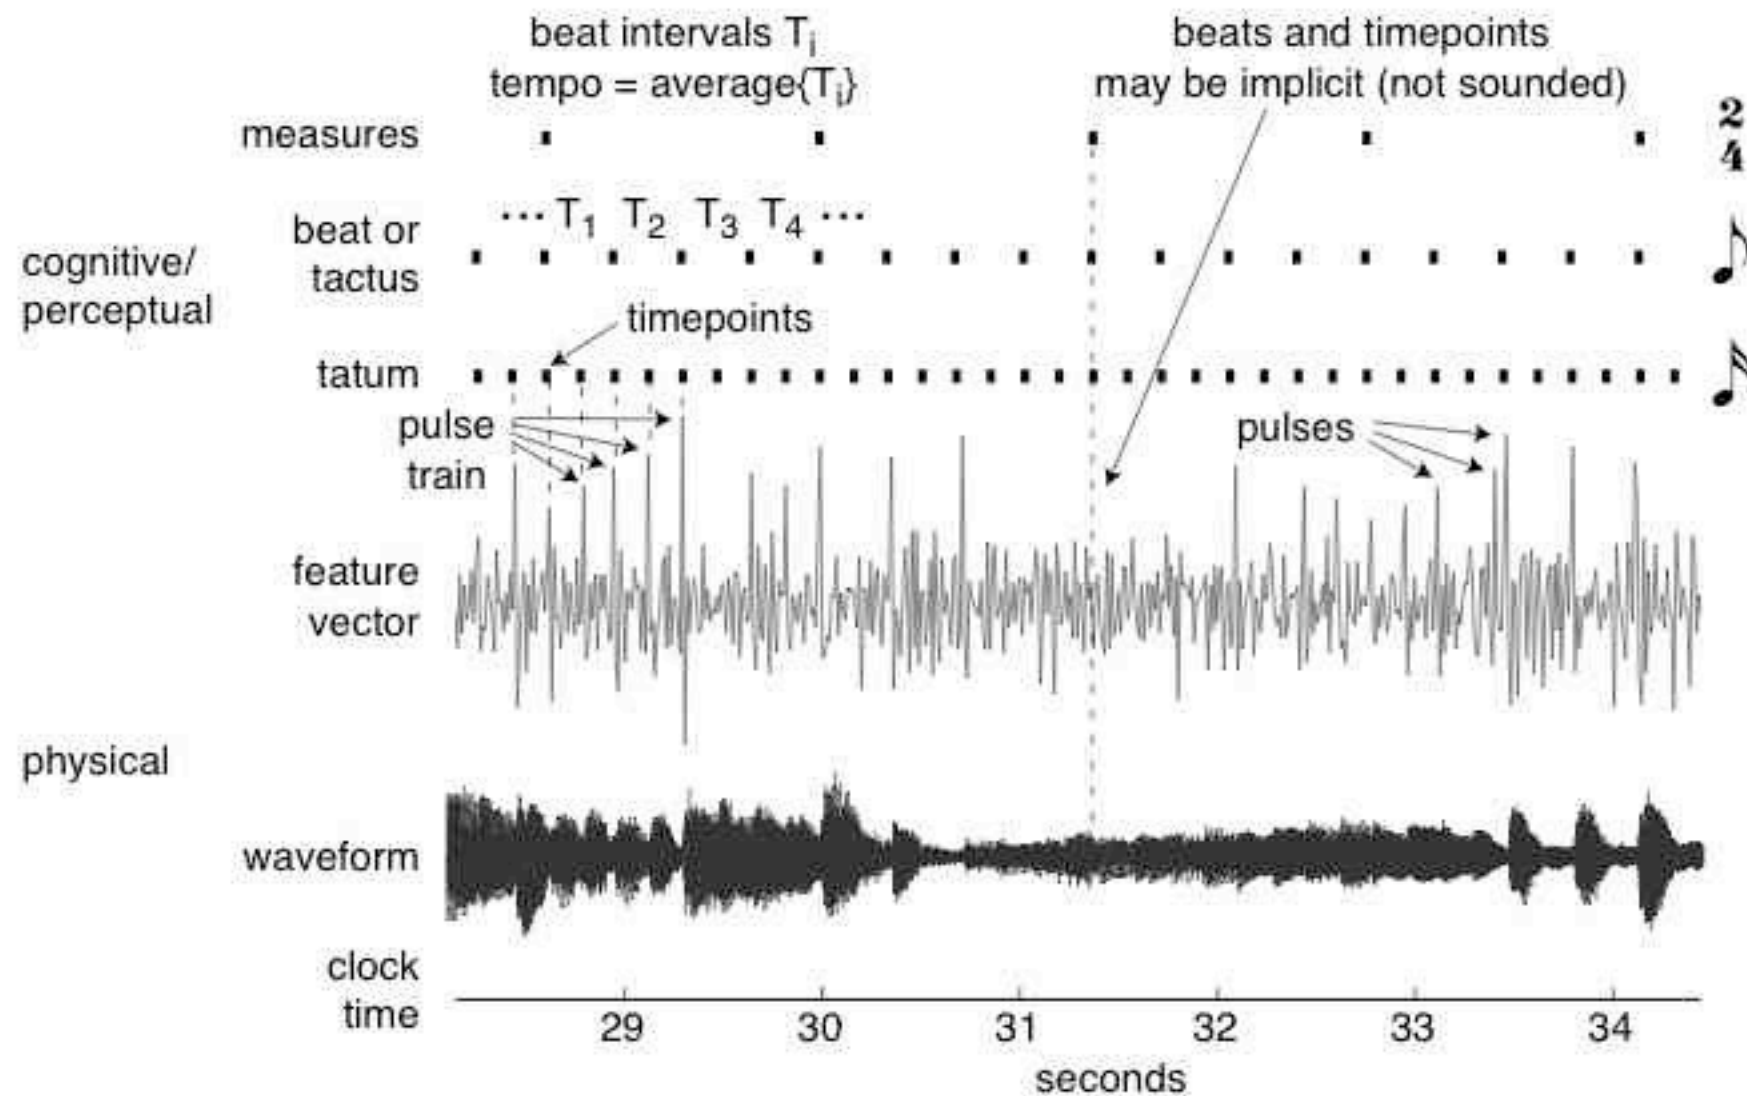 beat intervals Ti
tempo = average{Ti}
beats and timepoints
may be implicit (not sounded)
measures
2
4
··· T1 T2 T3 T4 ···
beat or
tactus
cognitive/
perceptual
timepoints
tatum
pulse
train
pulses
feature
vector
physical
waveform
clock
time
29 30 31 32 33 34
seconds